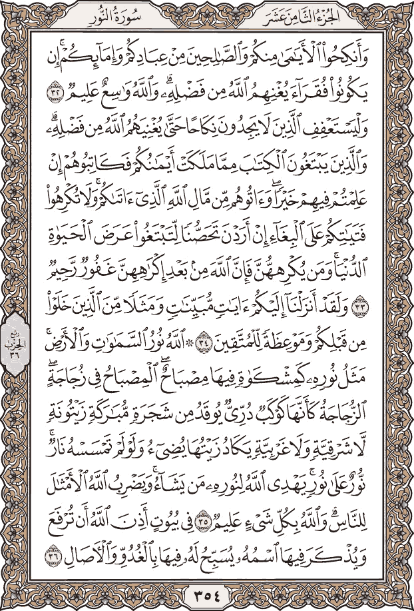 الجزء الثامن عشر
سورة النور
وَأَنكِحُوا۟ ٱلْأَيَـٰمَىٰ مِنكُمْ وَٱلصَّـٰلِحِينَ مِنْ عِبَادِكُمْ وَإِمَآئِكُمْ ۚ إِن
يَكُونُوا۟ فُقَرَآءَ يُغْنِهِمُ ٱللَّهُ مِن فَضْلِهِۦ ۗ وَٱللَّهُ وَٰسِعٌ عَلِيمٌ ٣٢
وَلْيَسْتَعْفِفِ ٱلَّذِينَ لَا يَجِدُونَ نِكَاحًا حَتَّىٰ يُغْنِيَهُمُ ٱللَّهُ مِن فَضْلِهِۦ ۗ
وَٱلَّذِينَ يَبْتَغُونَ ٱلْكِتَـٰبَ مِمَّا مَلَكَتْ أَيْمَـٰنُكُمْ فَكَاتِبُوهُمْ إِنْ
عَلِمْتُمْ فِيهِمْ خَيْرًا ۖ وَءَاتُوهُم مِّن مَّالِ ٱللَّهِ ٱلَّذِىٓ ءَاتَىٰكُمْ ۚ وَلَا تُكْرِهُوا۟
فَتَيَـٰتِكُمْ عَلَى ٱلْبِغَآءِ إِنْ أَرَدْنَ تَحَصُّنًا لِّتَبْتَغُوا۟ عَرَضَ ٱلْحَيَوٰةِ
ٱلدُّنْيَا ۚ وَمَن يُكْرِههُّنَّ فَإِنَّ ٱللَّهَ مِنۢ بَعْدِ إِكْرَٰهِهِنَّ غَفُورٌ رَّحِيمٌ
٣٣ وَلَقَدْ أَنزَلْنَآ إِلَيْكُمْ ءَايَـٰتٍ مُّبَيِّنَـٰتٍ وَمَثَلًا مِّنَ ٱلَّذِينَ خَلَوْا۟
مِن قَبْلِكُمْ وَمَوْعِظَةً لِّلْمُتَّقِينَ ٣٤ ۞ ٱللَّهُ نُورُ ٱلسَّمَـٰوَٰتِ وَٱلْأَرْضِ ۚ
مَثَلُ نُورِهِۦ كَمِشْكَوٰةٍ فِيهَا مِصْبَاحٌ ۖ ٱلْمِصْبَاحُ فِى زُجَاجَةٍ ۖ
ٱلزُّجَاجَةُ كَأَنَّهَا كَوْكَبٌ دُرِّىٌّ يُوقَدُ مِن شَجَرَةٍ مُّبَـٰرَكَةٍ زَيْتُونَةٍ
لَّا شَرْقِيَّةٍ وَلَا غَرْبِيَّةٍ يَكَادُ زَيْتُهَا يُضِىٓءُ وَلَوْ لَمْ تَمْسَسْهُ نَارٌ ۚ
نُّورٌ عَلَىٰ نُورٍ ۗ يَهْدِى ٱللَّهُ لِنُورِهِۦ مَن يَشَآءُ ۚ وَيَضْرِبُ ٱللَّهُ ٱلْأَمْثَـٰلَ
لِلنَّاسِ ۗ وَٱللَّهُ بِكُلِّ شَىْءٍ عَلِيمٌ ٣٥ فِى بُيُوتٍ أَذِنَ ٱللَّهُ أَن تُرْفَعَ
وَيُذْكَرَ فِيهَا ٱسْمُهُۥ يُسَبِّحُ لَهُۥ فِيهَا بِٱلْغُدُوِّ وَٱلْـَٔاصَالِ ٣٦
ربع
الحزب
٣٦
٣٥٤